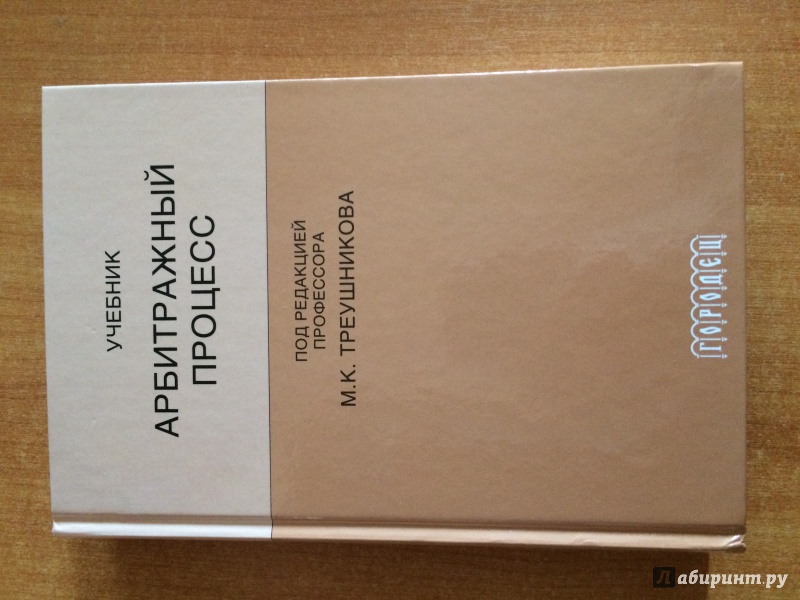 УЧЕБНИК
АРБИТРАЖНЫЙ
ПРОЦЕСС
ПОД РЕДАКЦИЕЙ
ПРОФЕССОРА
М.К. ТРЕУШНИКОВА
ГОРОДЕЦ
Лабиринт.ру